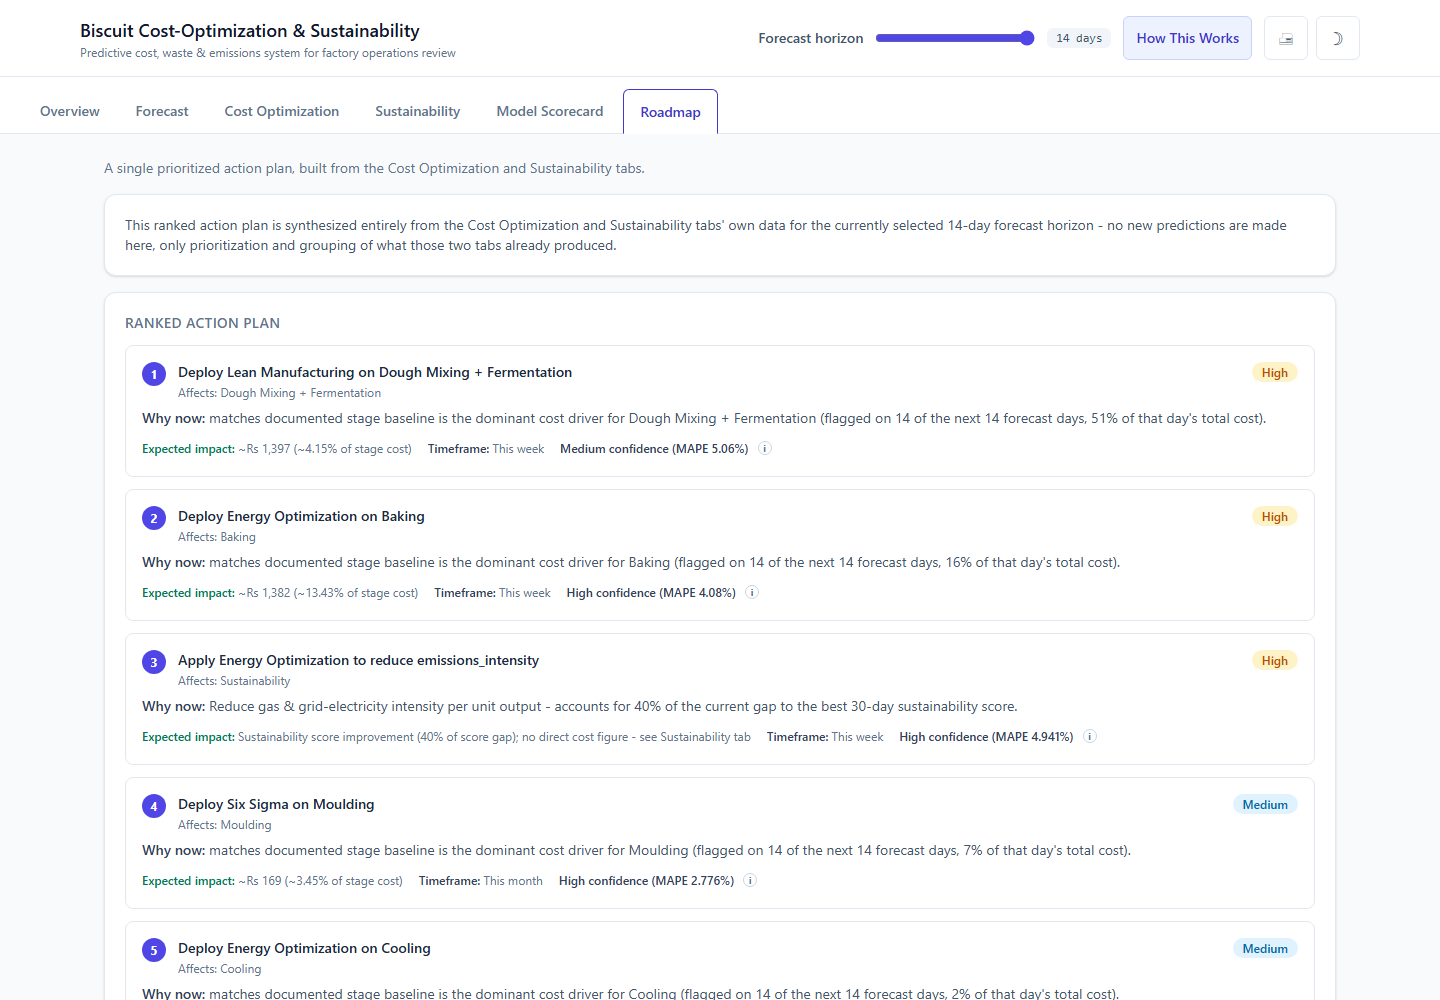 Biscuit Cost-Optimization & Sustainability
Predictive cost, waste & emissions system for factory operations review
Forecast horizon
14 days
How This Works
Overview
Forecast
Cost Optimization
Sustainability
Model Scorecard
Roadmap
A single prioritized action plan, built from the Cost Optimization and Sustainability tabs.
This ranked action plan is synthesized entirely from the Cost Optimization and Sustainability tabs' own data for the currently selected 14-day forecast horizon - no new predictions are made
here, only prioritization and grouping of what those two tabs already produced.
RANKED ACTION PLAN
1
Deploy Lean Manufacturing on Dough Mixing + Fermentation
High
Affects: Dough Mixing + Fermentation
Why now: matches documented stage baseline is the dominant cost driver for Dough Mixing + Fermentation (flagged on 14 of the next 14 forecast days, 51% of that day's total cost).
Expected impact: ~Rs 1,397 (~4.15% of stage cost) Timeframe: This week Medium confidence (MAPE 5.06%) i
2
Deploy Energy Optimization on Baking
High
Affects: Baking
Why now: matches documented stage baseline is the dominant cost driver for Baking (flagged on 14 of the next 14 forecast days, 16% of that day's total cost).
Expected impact: ~Rs 1,382 (~13.43% of stage cost) Timeframe: This week High confidence (MAPE 4.08%) i
3
Apply Energy Optimization to reduce emissions_intensity
High
Affects: Sustainability
Why now: Reduce gas & grid-electricity intensity per unit output - accounts for 40% of the current gap to the best 30-day sustainability score.
Expected impact: Sustainability score improvement (40% of score gap); no direct cost figure - see Sustainability tab Timeframe: This week High confidence (MAPE 4.941%) i
4
Deploy Six Sigma on Moulding
Medium
Affects: Moulding
Why now: matches documented stage baseline is the dominant cost driver for Moulding (flagged on 14 of the next 14 forecast days, 7% of that day's total cost).
Expected impact: ~Rs 169 (~3.45% of stage cost) Timeframe: This month High confidence (MAPE 2.776%) i
5
Deploy Energy Optimization on Cooling
Medium
Affects: Cooling
Why now: matches documented stage baseline is the dominant cost driver for Cooling (flagged on 14 of the next 14 forecast days, 2% of that day's total cost).